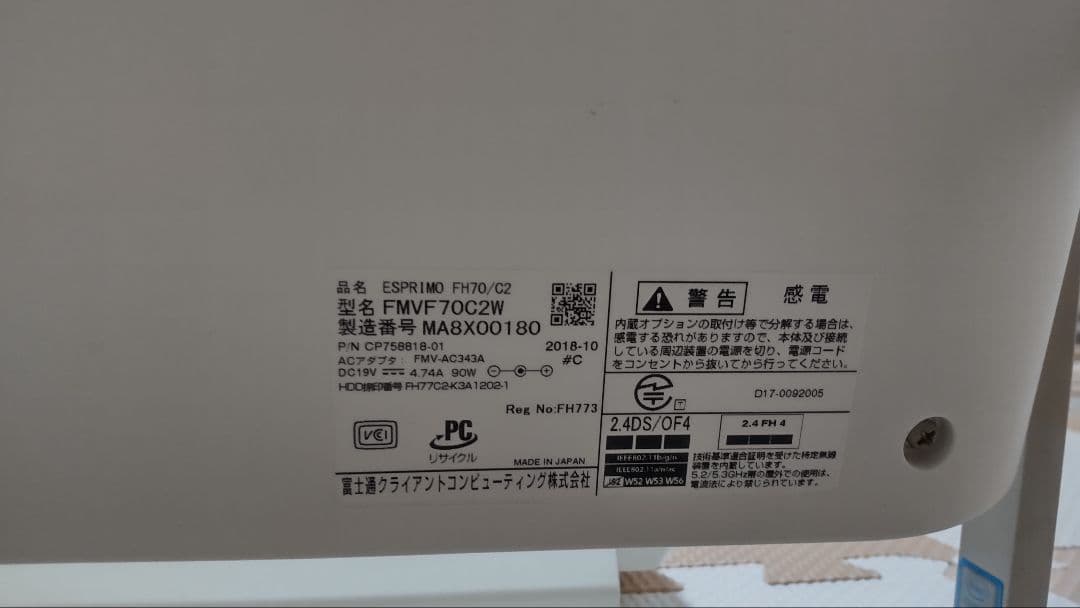 品名 ESPRIMO FH70/C2
型名 FMVF70C2W
製造番号 MA8X00180
P/N CP758818-01
2018-10
ACアダプタ: FMV-AC343A
#C
DC19V 4.74A 90W
HDD捺印番号 FH77C2-K3A1202-1
Reg No:FH773
VCI
PC
リサイクル
MADE IN JAPAN
富士通クライアントコンピューティング株式会社
警告 感電
内蔵オプションの取付け等で分解する場合は、
感電する恐れがありますので、本体及び接続
している周辺装置の電源を切り、電源コード
をコンセントから抜いてから行ってください。
T D17-0092005
2.4DS/OF4
2.4 FH 4
IEEE802.11b/g/n
IEEE802.11a/n/ac
J52 W52 W53 W56
技術基準適合証明を受けた特定無線
装置を内蔵しています。
5.2/5.3GHz帯の屋外での使用は、
電波法により禁じられています。